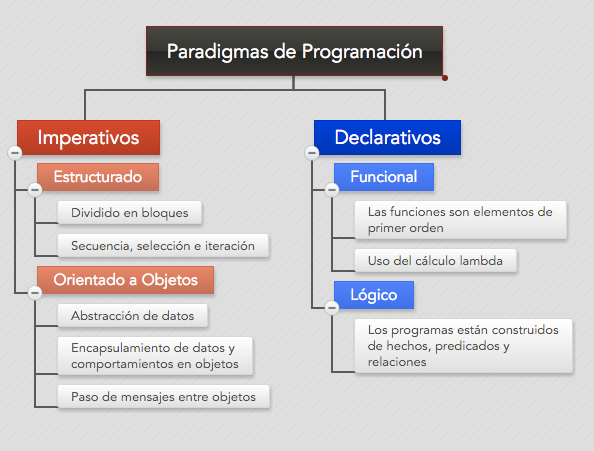 Paradigmas de Programación
Imperativos
Estructurado
Dividido en bloques
Secuencia, selección e iteración
Orientado a Objetos
Abstracción de datos
Encapsulamiento de datos y
comportamientos en objetos
Paso de mensajes entre objetos
Declarativos
Funcional
Las funciones son elementos de
primer orden
Uso del cálculo lambda
Lógico
Los programas están construidos
de hechos, predicados y
relaciones